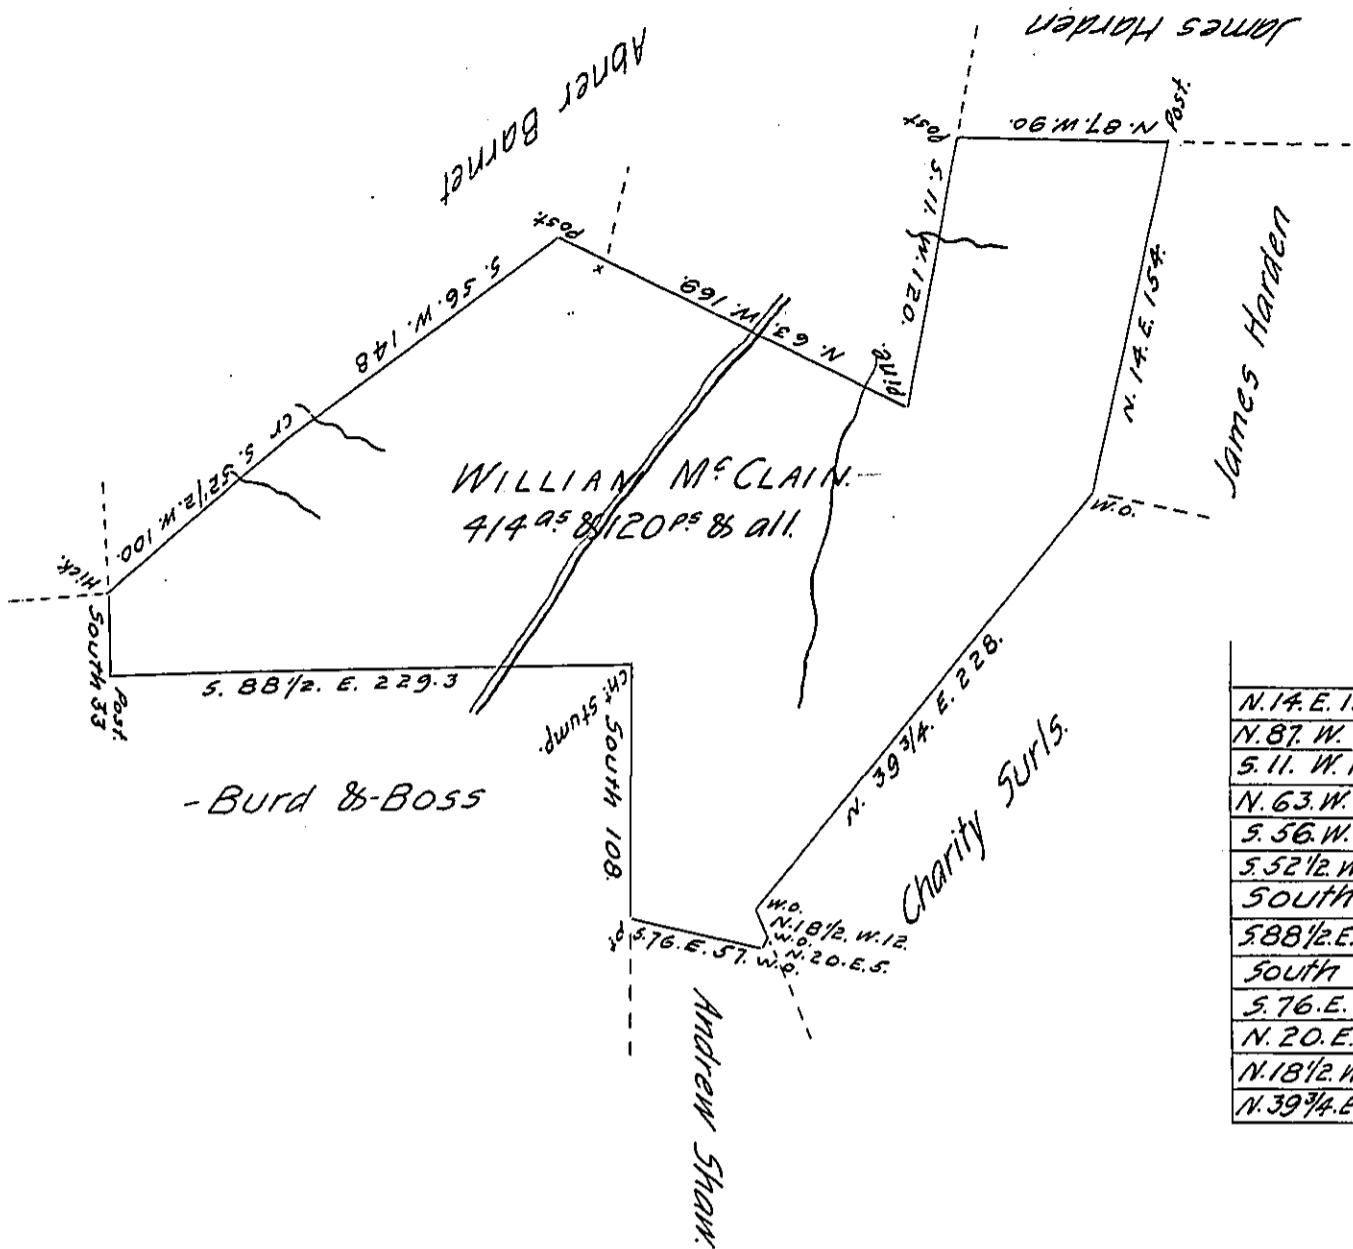 James Harden
Abner Barnet
Post.
N. 87. W. 90.
Post
S. 11. W. 120.
Post.
N. 63. W. 169.
S. 56. W. 148
N. 14. E. 154.
James Harden
pine.
cr S. 52 1/2. W. 100.
WILLIAM McCLAIN.
414 as & 120 ps & all.
W.O.
Hick.
South 33
Post.
S. 88 1/2. E. 229.3
Cht. Stump.
South 108.
N. 39 3/4. E. 228.
Charity Surls.
- Burd & Boss
W.O.
N. 18 1/2. W. 12.
W.O.
N. 20. E. 5.
S. 76. E. 57. W.O.
pt
Andrew Shaw.
N. 14. E. 1
N. 87. W.
S. 11. W. 1
N. 63. W.
S. 56. W.
S. 52 1/2. W
South
S 88 1/2. E.
South
S. 76. E.
N. 20. E.
N. 18 1/2. W
N. 39 3/4. E